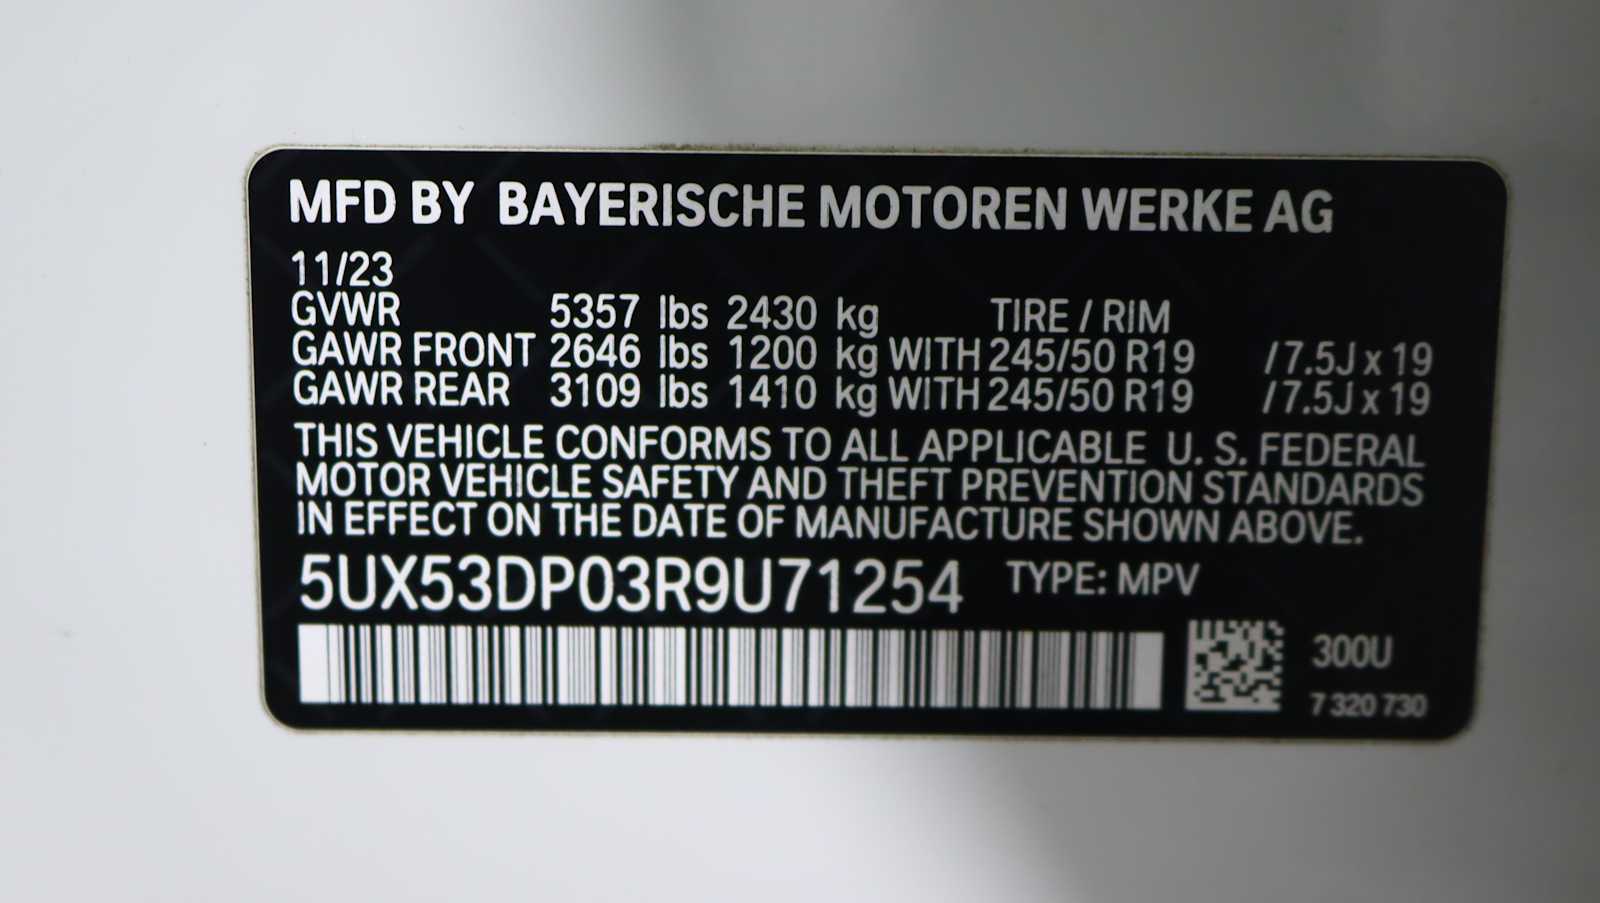 MFD BY BAYERISCHE MOTOREN WERKE AG
11/23
GVWR 5357 lbs 2430 kg TIRE / RIM
GAWR FRONT 2646 lbs 1200 kg WITH 245/50 R19 /7.5J x 19
GAWR REAR 3109 lbs 1410 kg WITH 245/50 R19 /7.5J x 19
THIS VEHICLE CONFORMS TO ALL APPLICABLE U. S. FEDERAL
MOTOR VEHICLE SAFETY AND THEFT PREVENTION STANDARDS
IN EFFECT ON THE DATE OF MANUFACTURE SHOWN ABOVE.
5UX53DP03R9U71254 TYPE: MPV
300U
7 320 730